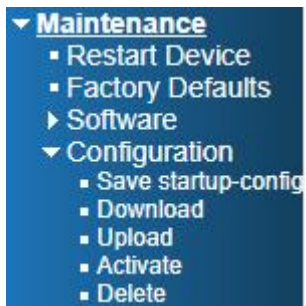 Maintenance
Restart Device
Factory Defaults
Software
Configuration
Save startup-config
Download
Upload
Activate
Delete